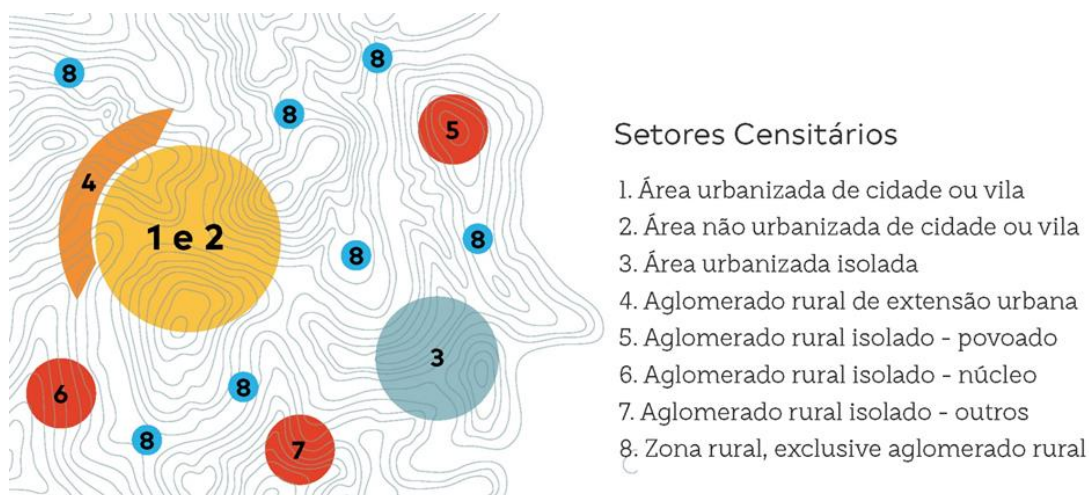 8
8
8
5
4
1 e 2
8
8
3
6
8
8
7
Setores Censitários
1. Área urbanizada de cidade ou vila
2. Área não urbanizada de cidade ou vila
3. Área urbanizada isolada
4. Aglomerado rural de extensão urbana
5. Aglomerado rural isolado - povoado
6. Aglomerado rural isolado - núcleo
7. Aglomerado rural isolado - outros
8. Zona rural, exclusive aglomerado rural